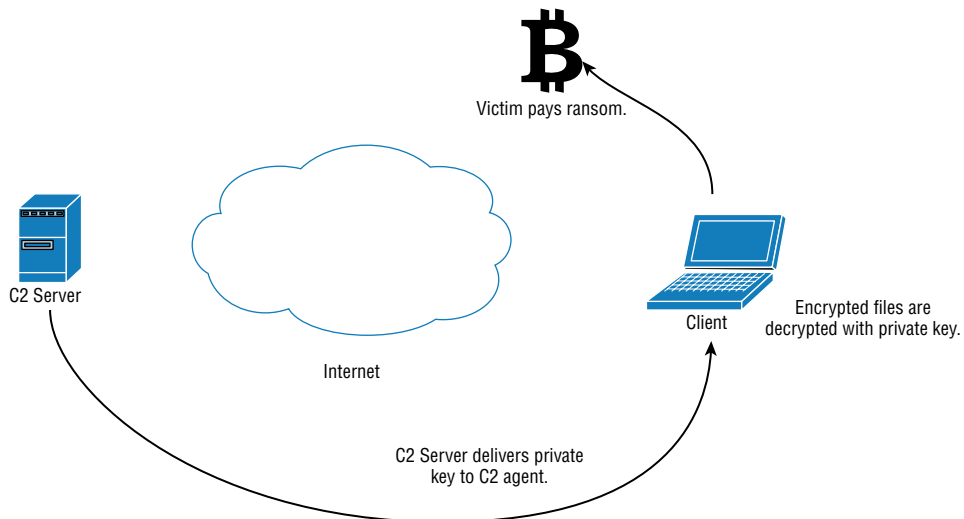 Victim pays ransom.
C2 Server
Client
Encrypted files are
decrypted with private key.
Internet
C2 Server delivers private
key to C2 agent.